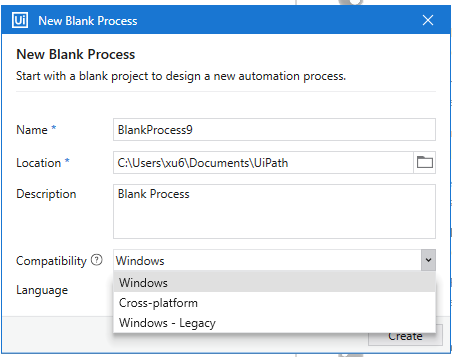 Ui New Blank Process
New Blank Process
Start with a blank project to design a new automation process.
Name * BlankProcess9
Location * C:\Users\xu6\Documents\UiPath
Description Blank Process
Compatibility ? Windows
Language Windows
Cross-platform
Windows - Legacy
Create